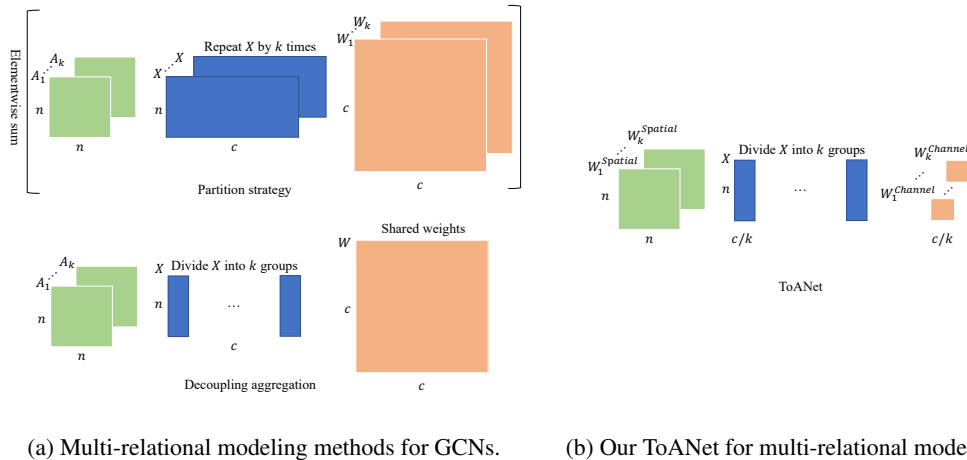 Elementwise sum
A_1 A_k
n
n
Repeat X by k times
X X
n
c
W_1 W_k
c
c
Partition strategy
A_1 A_k
n
n
Divide X into k groups
X
n
...
c
Shared weights
W
c
c
Decoupling aggregation
W_1^{Spatial} W_k^{Spatial}
n
n
Divide X into k groups
X
n
...
c/k
W_1^{Channel} W_k^{Channel}
c/k
ToANet
(a) Multi-relational modeling methods for GCNs.
(b) Our ToANet for multi-relational mode